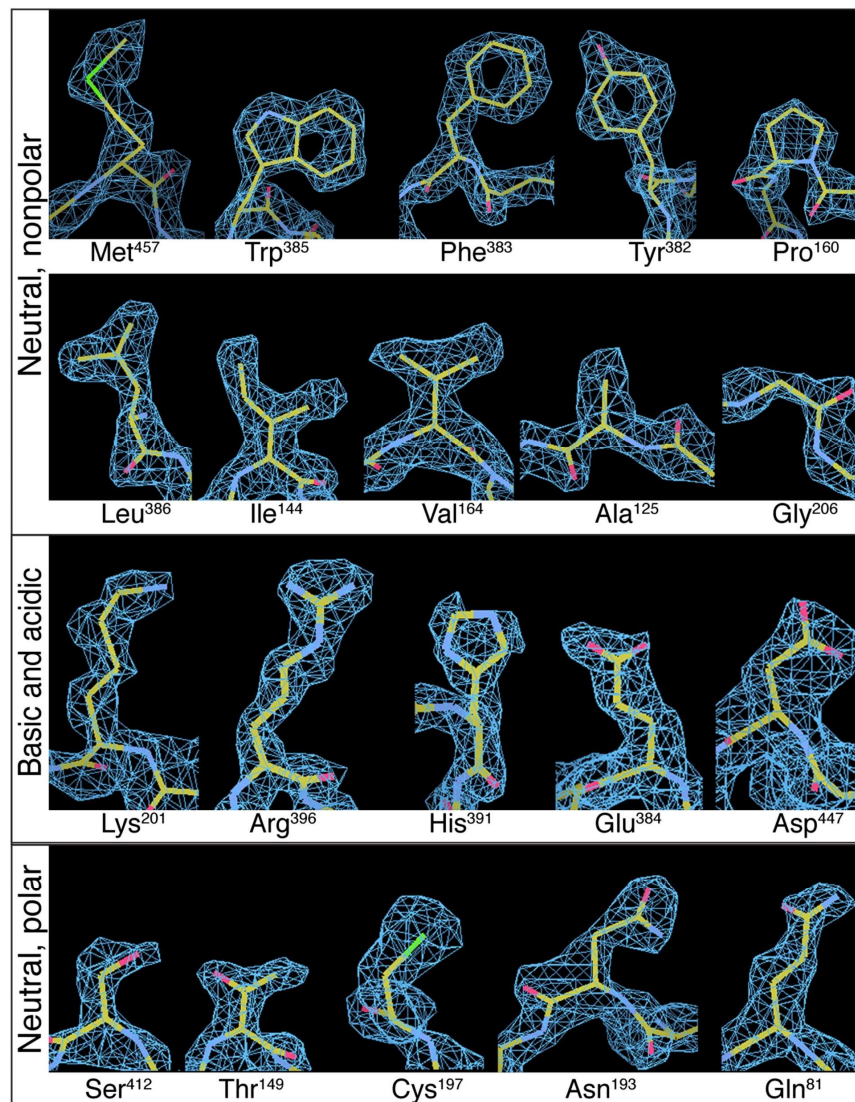 Neutral, nonpolar
Met⁴⁵⁷ Trp³⁸⁵ Phe³⁸³ Tyr³⁸² Pro¹⁶⁰
Leu³⁸⁶ Ile¹⁴⁴ Val¹⁶⁴ Ala¹²⁵ Gly²⁰⁶
Basic and acidic
Lys²⁰¹ Arg³⁹⁶ His³⁹¹ Glu³⁸⁴ Asp⁴⁴⁷
Neutral, polar
Ser⁴¹² Thr¹⁴⁹ Cys¹⁹⁷ Asn¹⁹³ Gln⁸¹